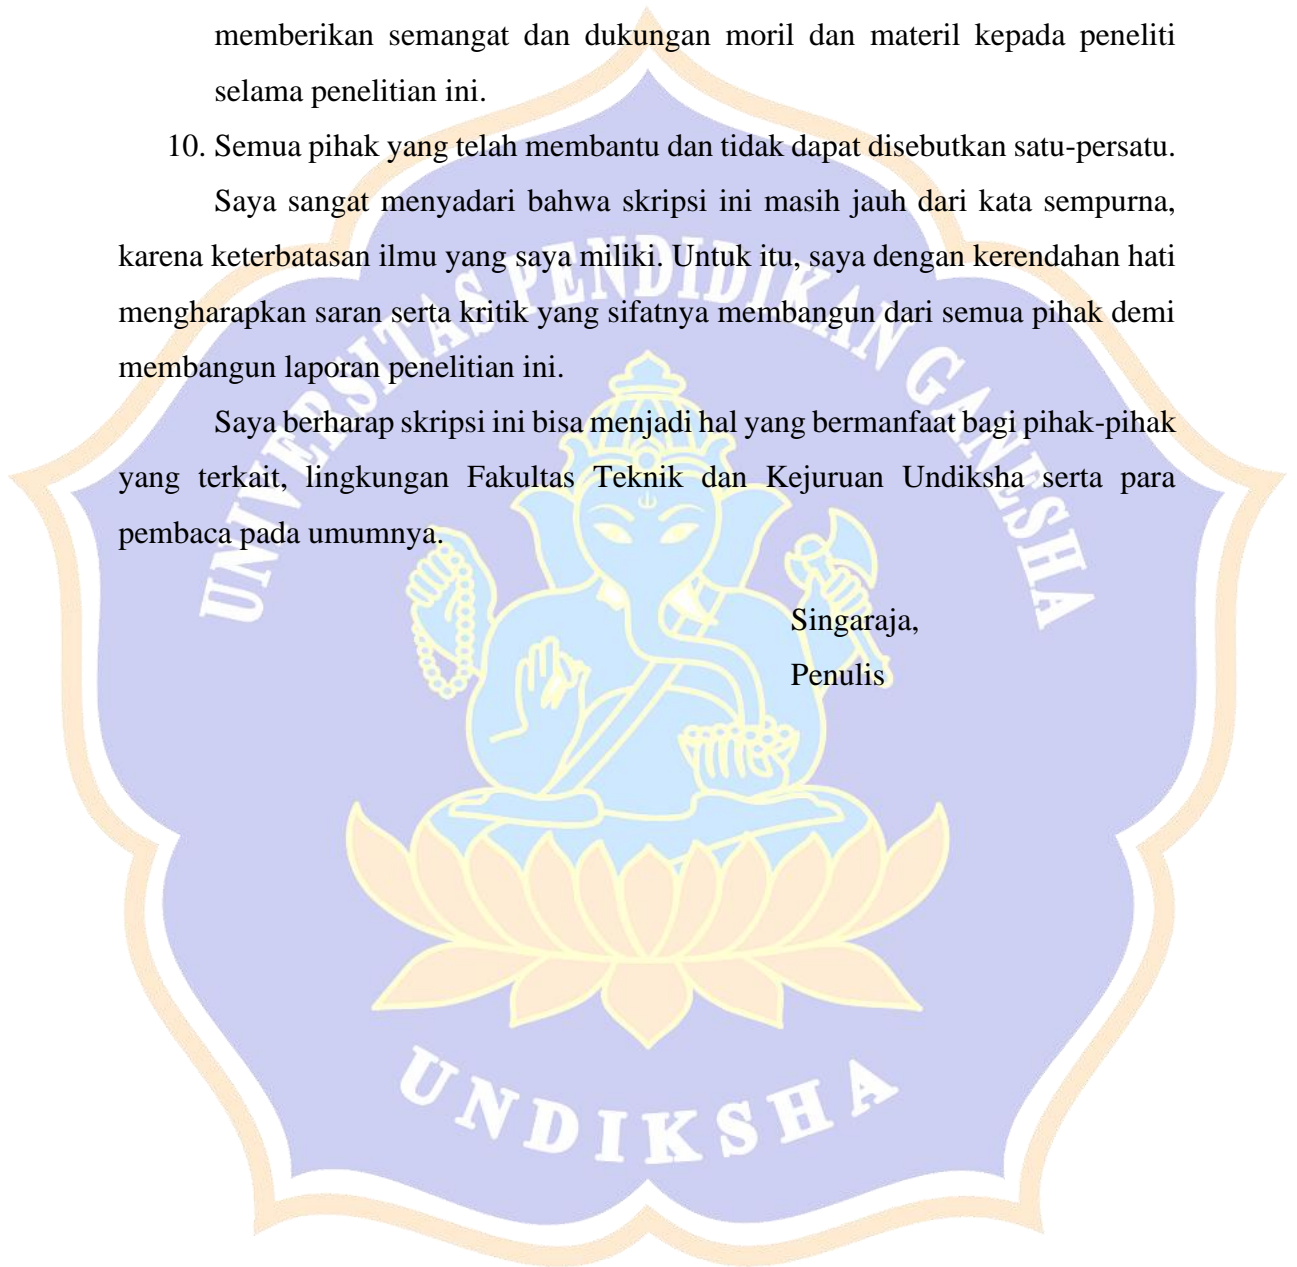 memberikan semangat dan dukungan moril dan materil kepada peneliti
selama penelitian ini.
10. Semua pihak yang telah membantu dan tidak dapat disebutkan satu-persatu.
Saya sangat menyadari bahwa skripsi ini masih jauh dari kata sempurna,
karena keterbatasan ilmu yang saya miliki. Untuk itu, saya dengan kerendahan hati
mengharapkan saran serta kritik yang sifatnya membangun dari semua pihak demi
membangun laporan penelitian ini.
Saya berharap skripsi ini bisa menjadi hal yang bermanfaat bagi pihak-pihak
yang terkait, lingkungan Fakultas Teknik dan Kejuruan Undiksha serta para
pembaca pada umumnya.
Singaraja,
Penulis
UNIVERSITAS PENDIDIKAN GANESHA
UNDIKSHA